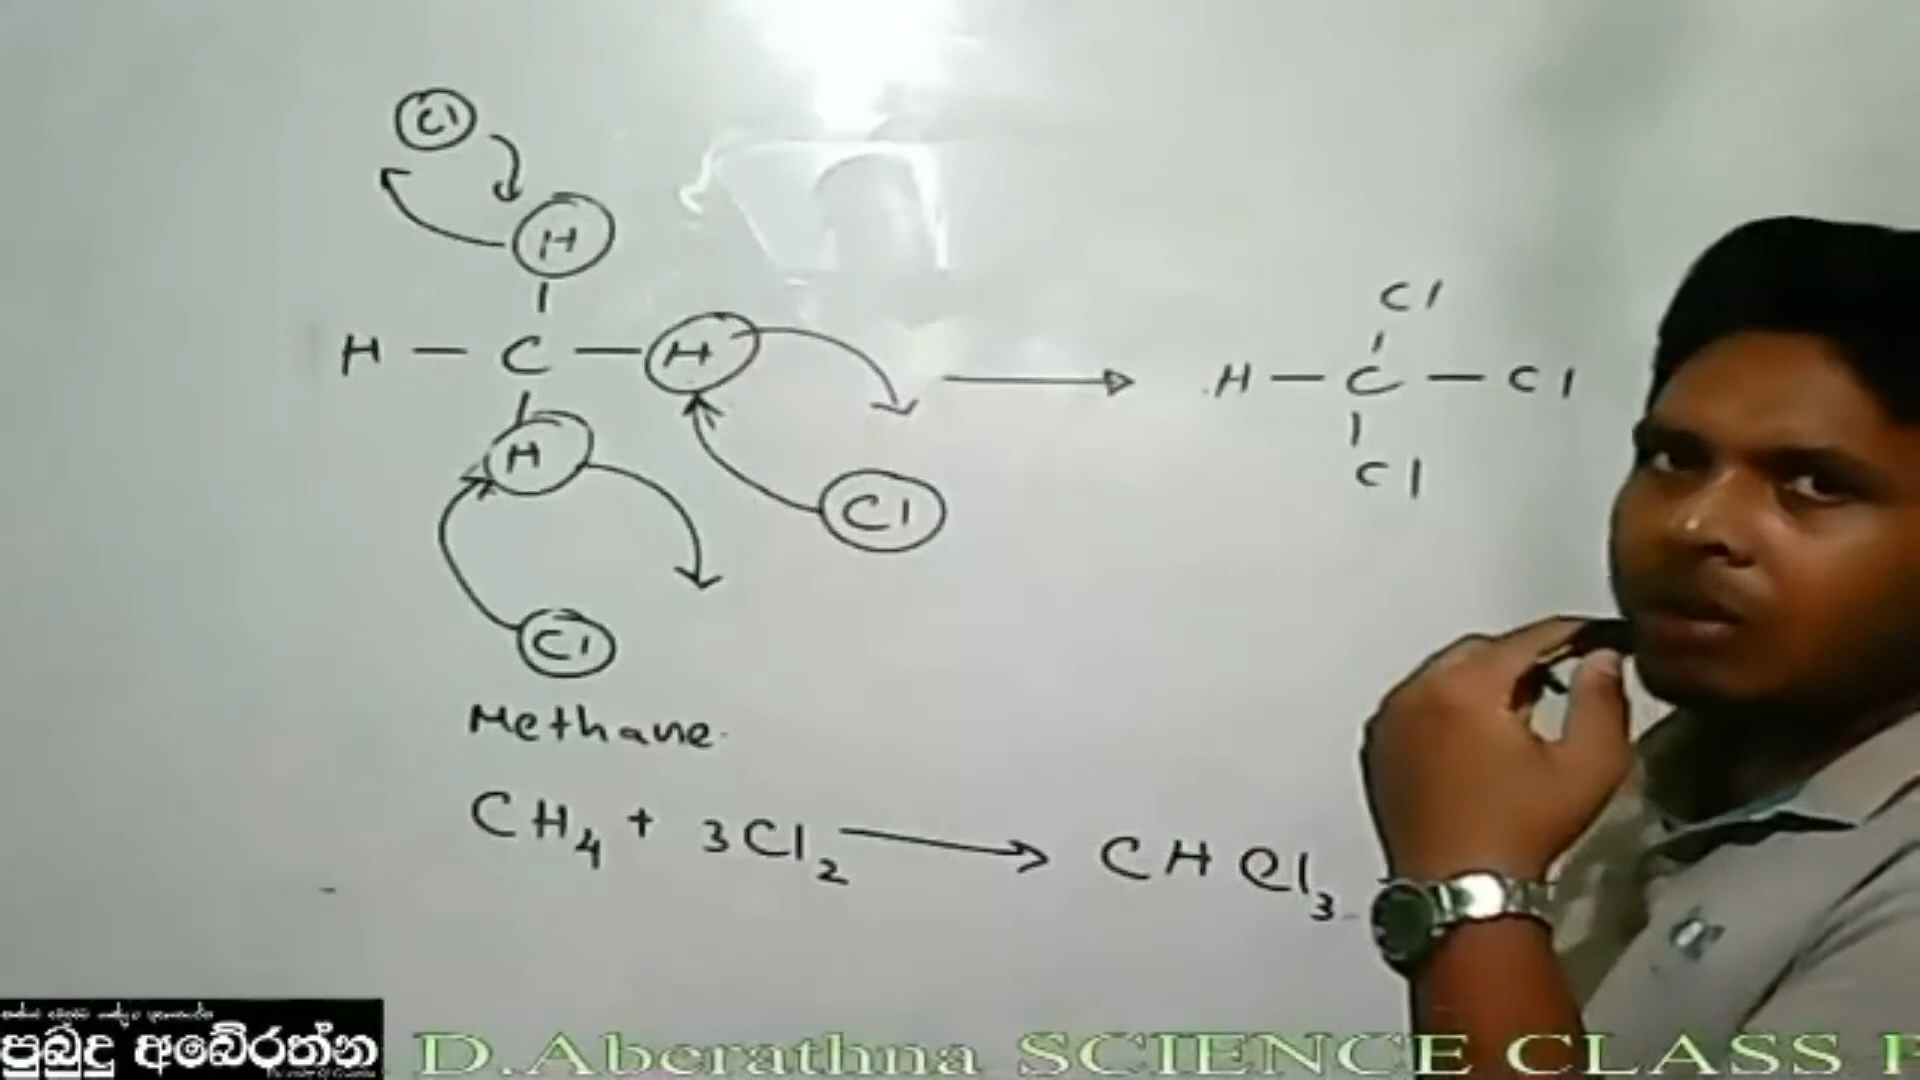 Cl
H
H — C — H
H
Cl
Cl
Cl
H — C — Cl
Cl
Methane
CH₄ + 3Cl₂ → CHCl₃
පුබුදු අබේරත්න
D.Aberathna SCIENCE CLASS